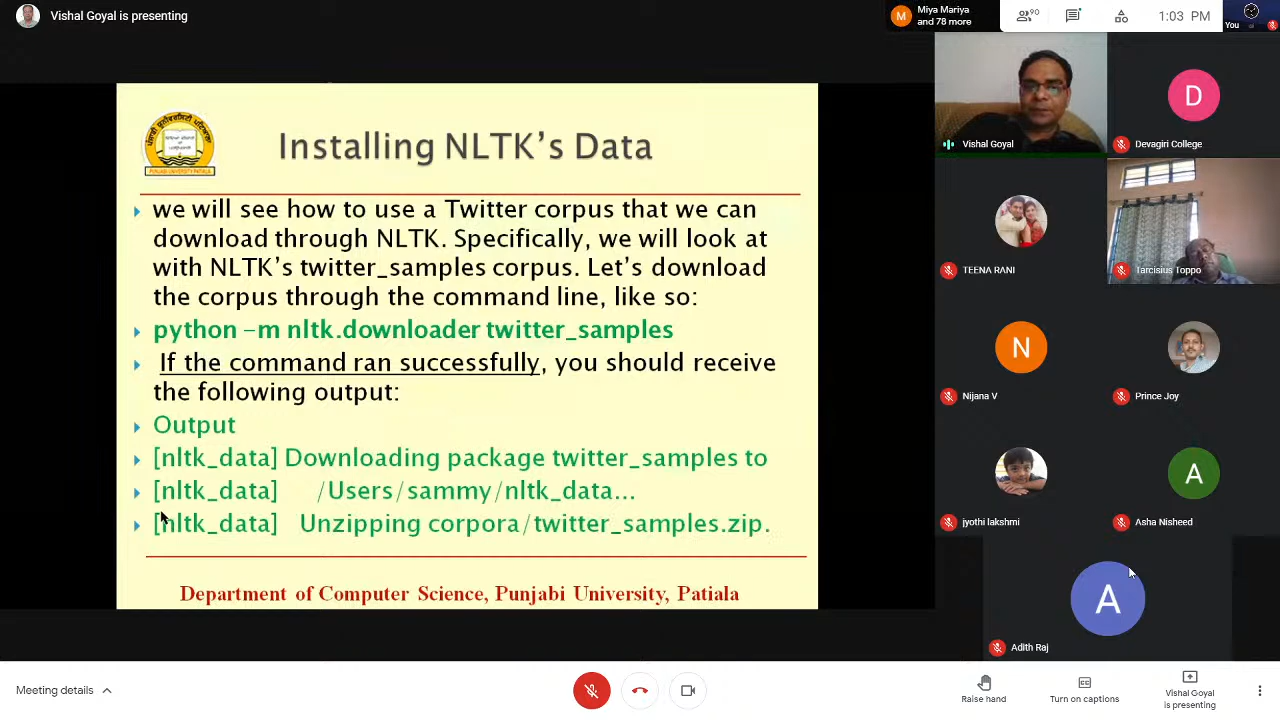 Vishal Goyal is presenting
Miya Mariya
and 78 more
90
1:03 PM
You
Installing NLTK's Data
we will see how to use a Twitter corpus that we can
download through NLTK. Specifically, we will look at
with NLTK's twitter_samples corpus. Let's download
the corpus through the command line, like so:
python -m nltk.downloader twitter_samples
If the command ran successfully, you should receive
the following output:
Output
[nltk_data] Downloading package twitter_samples to
[nltk_data] /Users/sammy/nltk_data...
[nltk_data] Unzipping corpora/twitter_samples.zip.
Department of Computer Science, Punjabi University, Patiala
PUNJABI UNIVERSITY PATIALA
Vishal Goyal
D
Devagiri College
TEENA RANI
Tarcisius Toppo
N
Nijana V
Prince Joy
jyothi lakshmi
A
Asha Nisheed
A
Adith Raj
Meeting details
Raise hand
Turn on captions
Vishal Goyal
is presenting